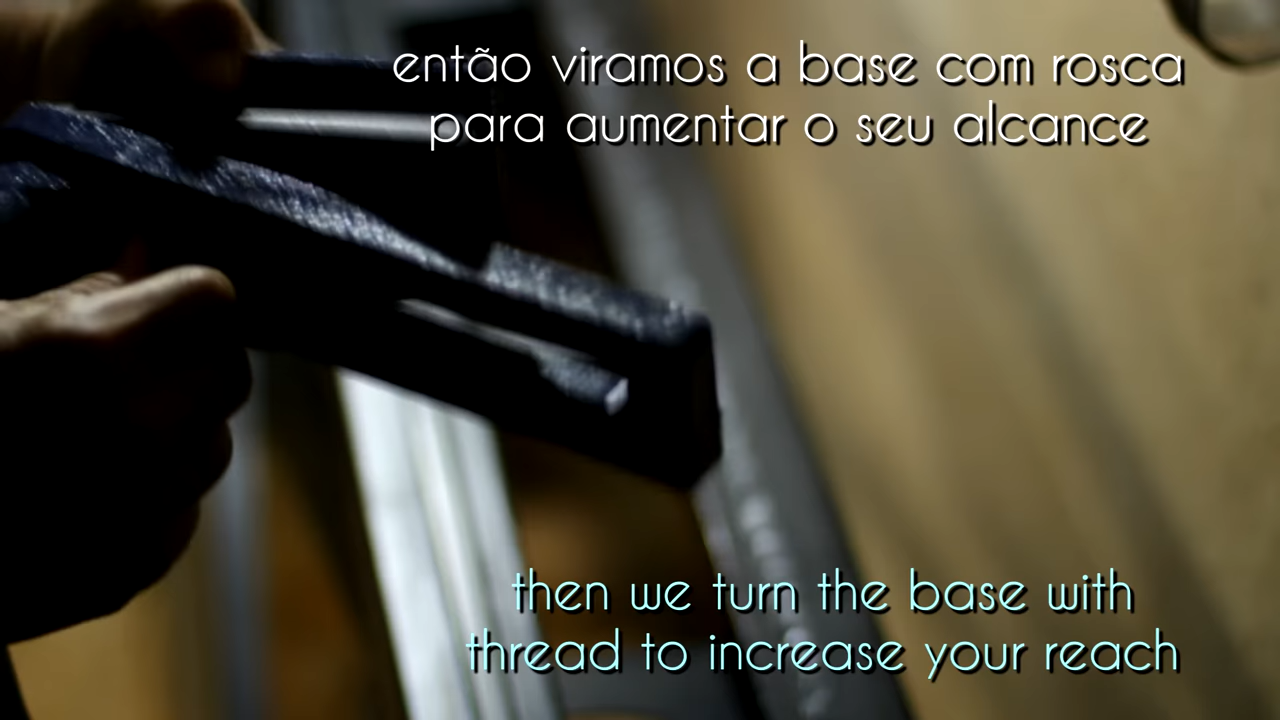 então viramos a base com rosca
para aumentar o seu alcance
then we turn the base with
thread to increase your reach